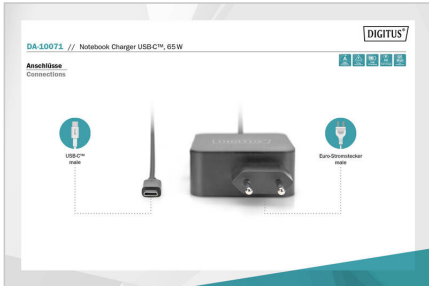 DIGITUS®
DA-10071 // Notebook Charger USB-C™, 65 W
Anschlüsse
Connections
USB-C™
male
Euro-Stromstecker
male